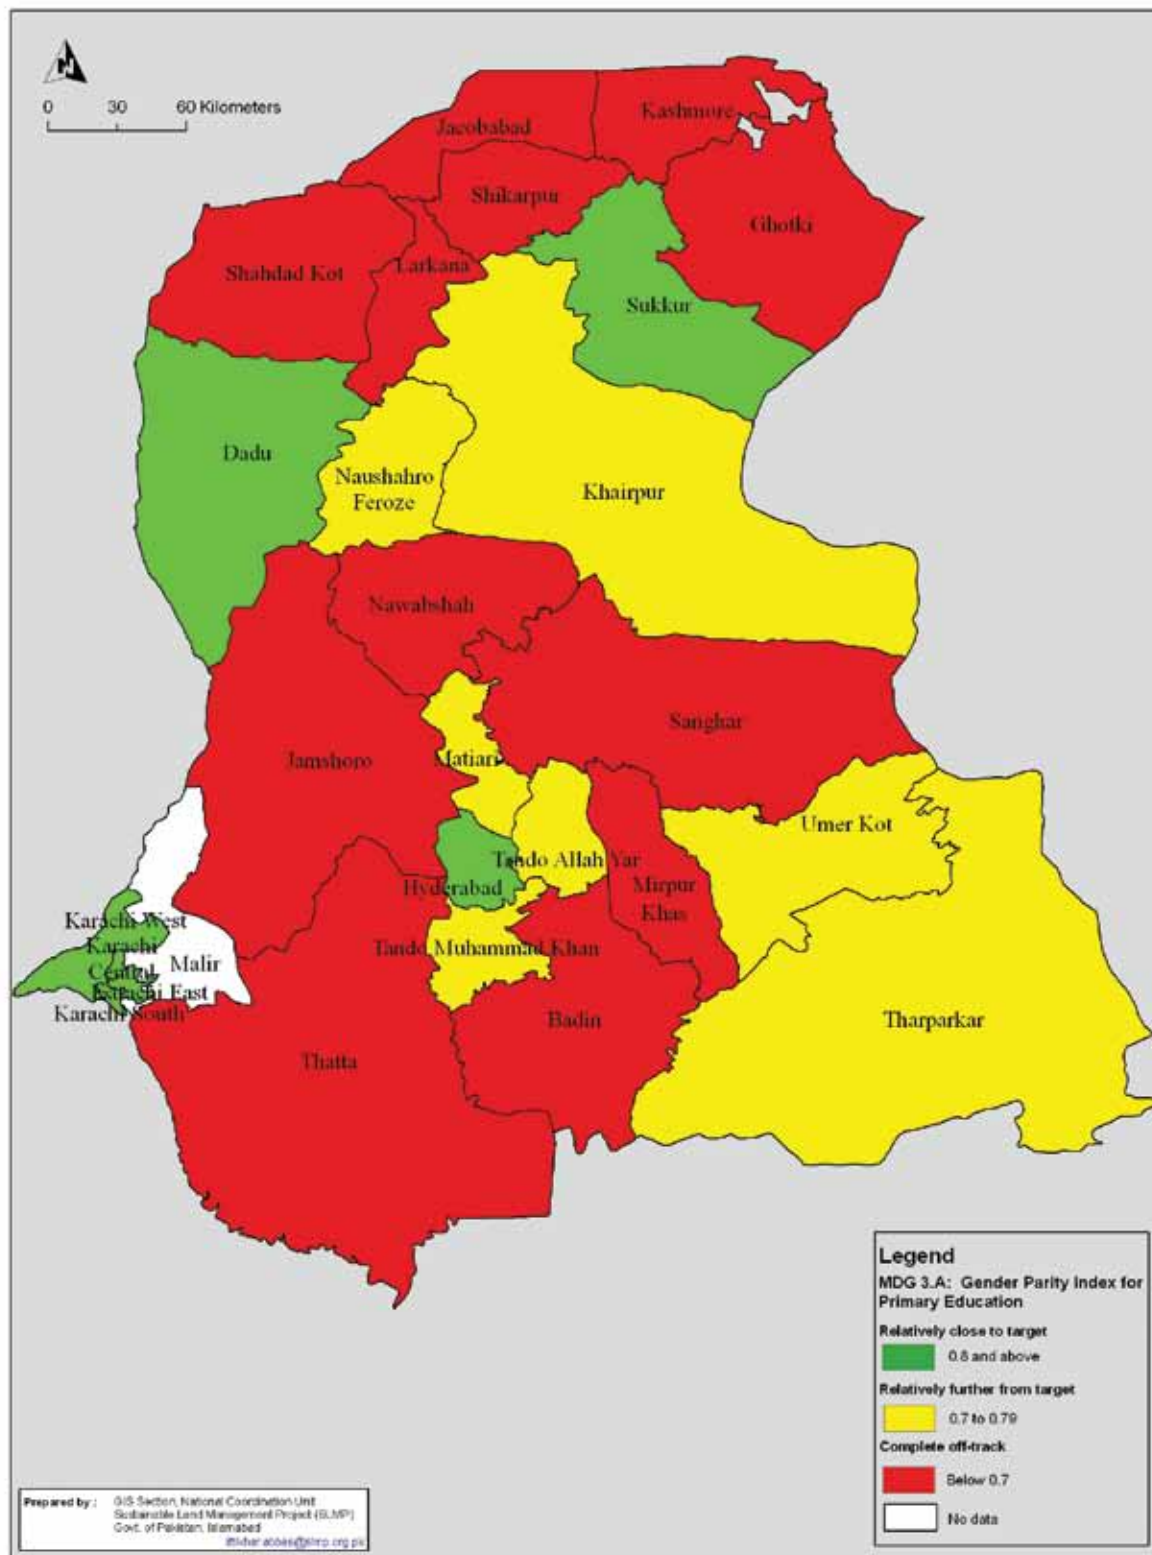 N
0 30 60 Kilometers
Jacobabad
Kashmore
Shikarpur
Ghotki
Shahdad Kot
Larkana
Sukkur
Dadu
Naushahro
Feroze
Khairpur
Nawabshah
Sanghar
Jamshoro
Matiari
Umer Kot
Tando Allah Yar
Hyderabad
Mirpur
Khas
Karachi West
Karachi
Central
Malir
Tando Muhammad Khan
Karachi East
Karachi South
Badin
Tharparkar
Thatta
Legend
MDG 3.A: Gender Parity Index for
Primary Education
Relatively close to target
0.8 and above
Relatively further from target
0.7 to 0.79
Complete off-track
Below 0.7
No data
Prepared by : GIS Section, National Coordination Unit
Sustainable Land Management Project (SLMP)
Govt. of Pakistan, Islamabad